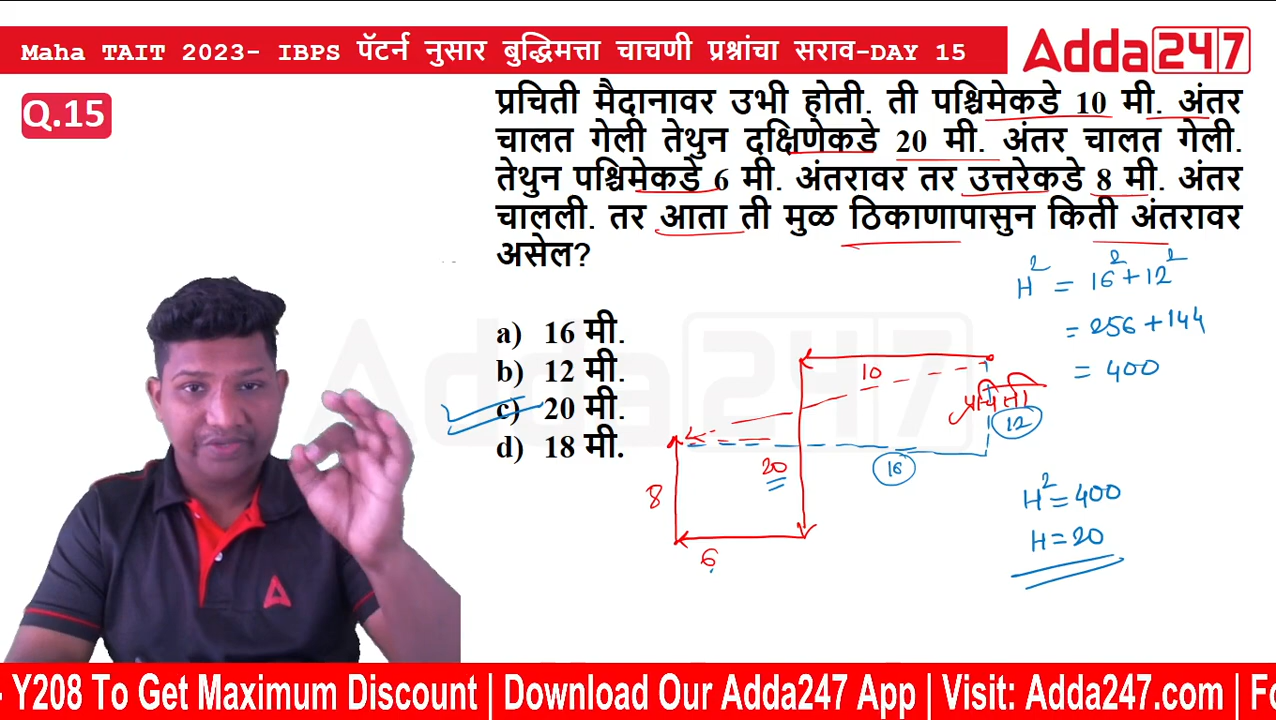 Maha TAIT 2023- IBPS पॅटर्न नुसार बुद्धिमत्ता चाचणी प्रश्नांचा सराव-DAY 15
Adda247
Q.15
प्रचिती मैदानावर उभी होती. ती पश्चिमेकडे 10 मी. अंतर
चालत गेली तेथुन दक्षिणेकडे 20 मी. अंतर चालत गेली.
तेथुन पश्चिमेकडे 6 मी. अंतरावर तर उत्तरेकडे 8 मी. अंतर
चालली. तर आता ती मुळ ठिकाणापासुन किती अंतरावर
असेल?
a) 16 मी.
b) 12 मी.
c) 20 मी.
d) 18 मी.
Adda247
H² = 16² + 12²
= 256 + 144
= 400
10
प्रचिती
12
20
16
8
6
H² = 400
H = 20
- Y208 To Get Maximum Discount | Download Our Adda247 App | Visit: Adda247.com | Fo